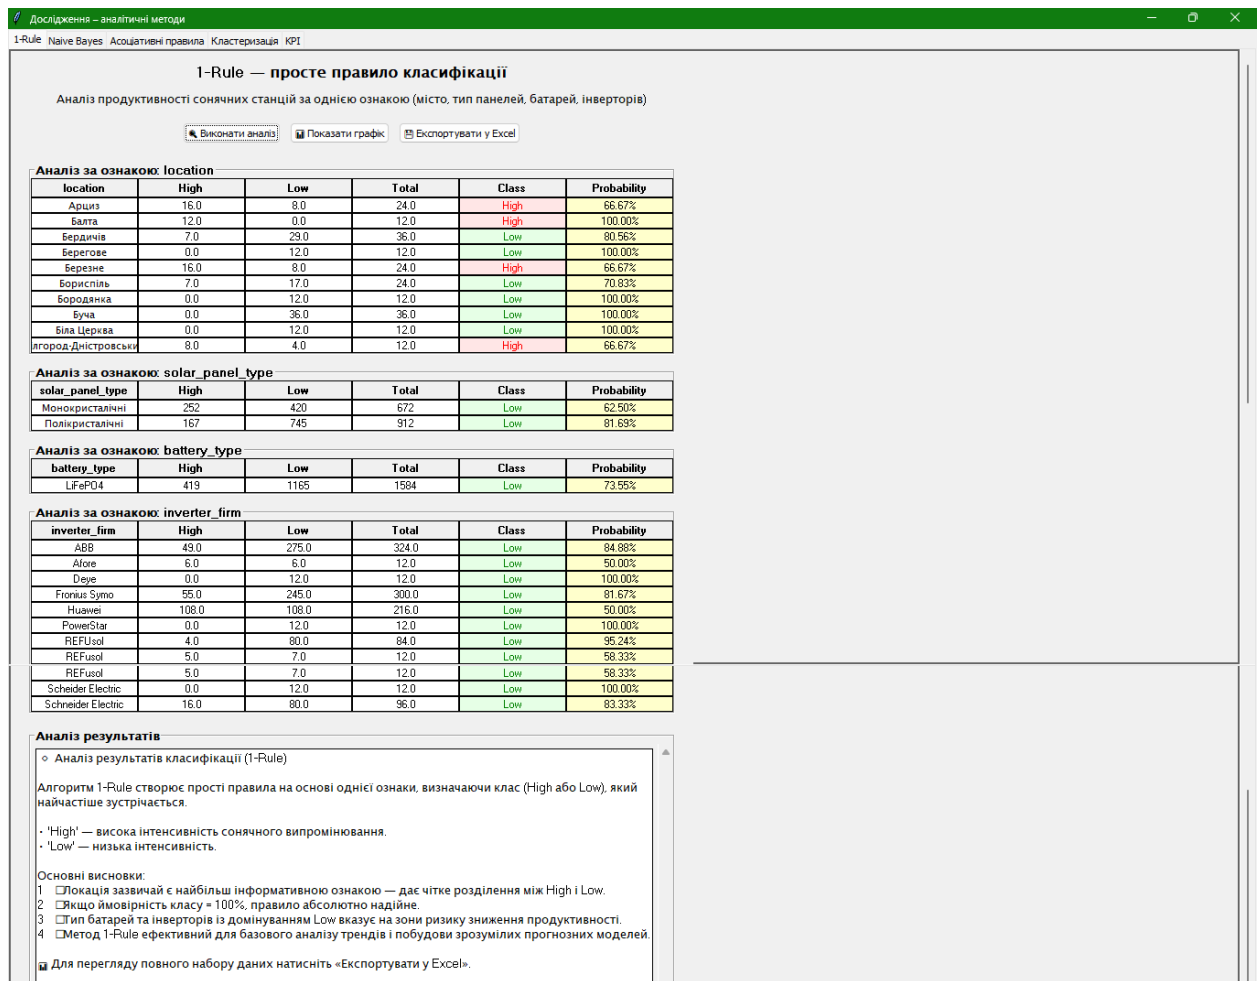 Дослідження – аналітичні методи
1-Rule Naive Bayes Асоціативні правила Кластеризація KPI
1-Rule — просте правило класифікації
Аналіз продуктивності сонячних станцій за однією ознакою (місто, тип панелей, батарей, інверторів)
Виконати аналіз Показати графік Експортувати у Excel
Аналіз за ознакою: location
location High Low Total Class Probability
Арциз 16.0 8.0 24.0 High 66.67%
Балта 12.0 0.0 12.0 High 100.00%
Бердичів 7.0 29.0 36.0 Low 80.56%
Берегове 0.0 12.0 12.0 Low 100.00%
Березне 16.0 8.0 24.0 High 66.67%
Бориспіль 7.0 17.0 24.0 Low 70.83%
Бородянка 0.0 12.0 12.0 Low 100.00%
Буча 0.0 36.0 36.0 Low 100.00%
Біла Церква 0.0 12.0 12.0 Low 100.00%
лгород-Дністровськи 8.0 4.0 12.0 High 66.67%
Аналіз за ознакою: solar_panel_type
solar_panel_type High Low Total Class Probability
Монокристалічні 252 420 672 Low 62.50%
Полікристалічні 167 745 912 Low 81.69%
Аналіз за ознакою: battery_type
battery_type High Low Total Class Probability
LiFePO4 419 1165 1584 Low 73.55%
Аналіз за ознакою: inverter_firm
inverter_firm High Low Total Class Probability
ABB 49.0 275.0 324.0 Low 84.88%
Afore 6.0 6.0 12.0 Low 50.00%
Deye 0.0 12.0 12.0 Low 100.00%
Fronius Symo 55.0 245.0 300.0 Low 81.67%
Huawei 108.0 108.0 216.0 Low 50.00%
PowerStar 0.0 12.0 12.0 Low 100.00%
REFUsol 4.0 80.0 84.0 Low 95.24%
REFusol 5.0 7.0 12.0 Low 58.33%
REFusol 5.0 7.0 12.0 Low 58.33%
Scheider Electric 0.0 12.0 12.0 Low 100.00%
Schneider Electric 16.0 80.0 96.0 Low 83.33%
Аналіз результатів
Аналіз результатів класифікації (1-Rule)
Алгоритм 1-Rule створює прості правила на основі однієї ознаки, визначаючи клас (High або Low), який
найчастіше зустрічається.
· 'High' — висока інтенсивність сонячного випромінювання.
· 'Low' — низька інтенсивність.
Основні висновки:
1 □Локація зазвичай є найбільш інформативною ознакою — дає чітке розділення між High і Low.
2 □Якщо ймовірність класу = 100%, правило абсолютно надійне.
3 □Тип батарей та інверторів із домінуванням Low вказує на зони ризику зниження продуктивності.
4 □Метод 1-Rule ефективний для базового аналізу трендів і побудови зрозумілих прогнозних моделей.
Для перегляду повного набору даних натисніть «Експортувати у Excel».